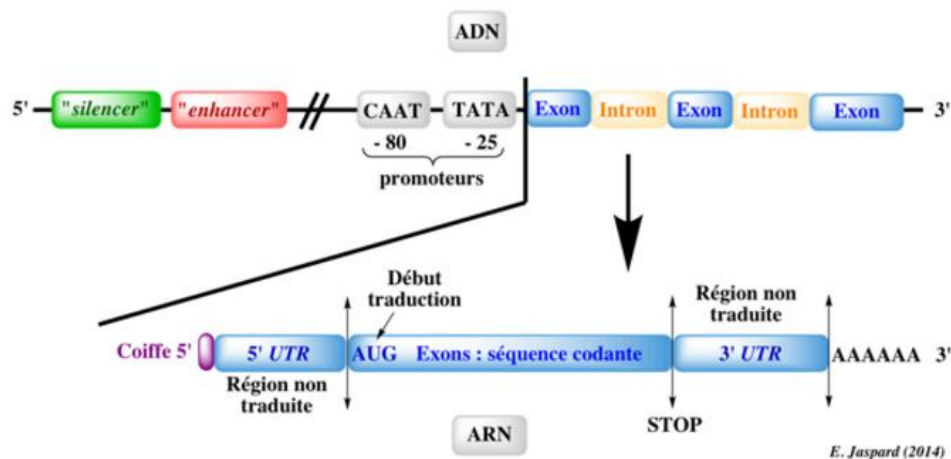 ADN
5' "silencer" "enhancer" CAAT TATA Exon Intron Exon Intron Exon 3'
- 80 - 25
promoteurs
Début
traduction
Région non
traduite
Coiffe 5' 5' UTR AUG Exons : séquence codante 3' UTR AAAAAA 3'
Région non
traduite
STOP
ARN
E. Jaspard (2014)